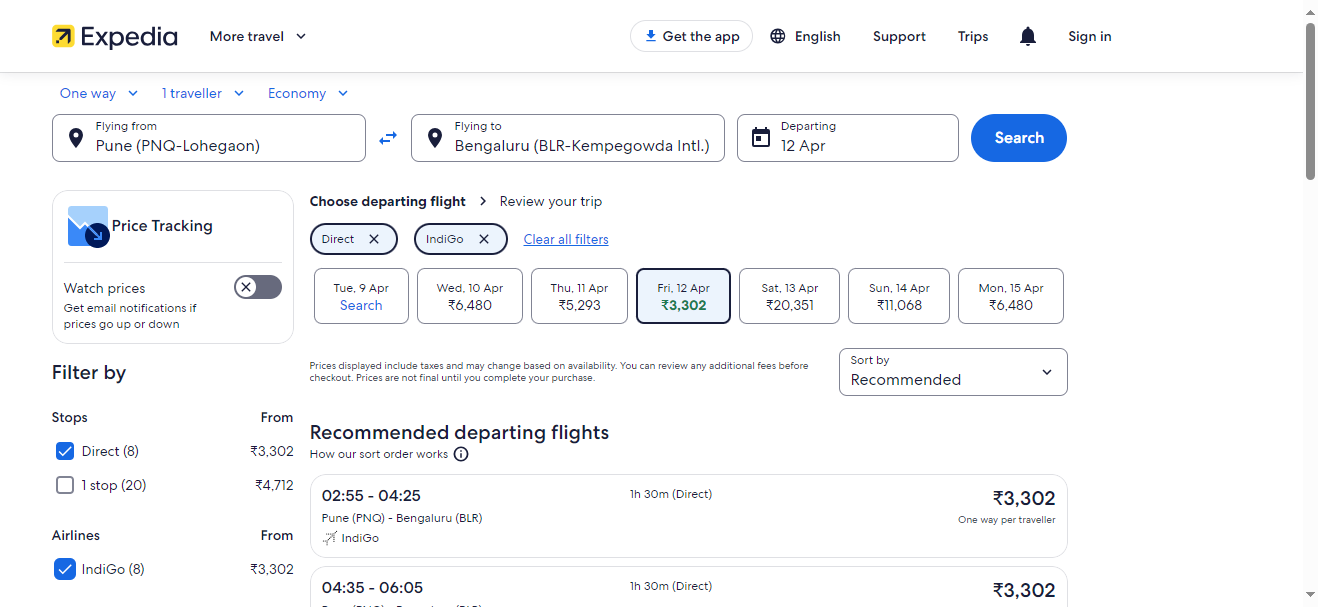 Expedia
More travel
Get the app
English
Support
Trips
Sign in
One way
1 traveller
Economy
Flying from
Pune (PNQ-Lohegaon)
Flying to
Bengaluru (BLR-Kempegowda Intl.)
Departing
12 Apr
Search
Price Tracking
Watch prices
Get email notifications if
prices go up or down
Filter by
Stops From
Direct (8) ₹3,302
1 stop (20) ₹4,712
Airlines From
IndiGo (8) ₹3,302
Choose departing flight
Review your trip
Direct
IndiGo
Clear all filters
Tue, 9 Apr
Search
Wed, 10 Apr
₹6,480
Thu, 11 Apr
₹5,293
Fri, 12 Apr
₹3,302
Sat, 13 Apr
₹20,351
Sun, 14 Apr
₹11,068
Mon, 15 Apr
₹6,480
Prices displayed include taxes and may change based on availability. You can review any additional fees before
checkout. Prices are not final until you complete your purchase.
Sort by
Recommended
Recommended departing flights
How our sort order works
02:55 - 04:25
1h 30m (Direct)
₹3,302
Pune (PNQ) - Bengaluru (BLR)
One way per traveller
IndiGo
04:35 - 06:05
1h 30m (Direct)
₹3,302